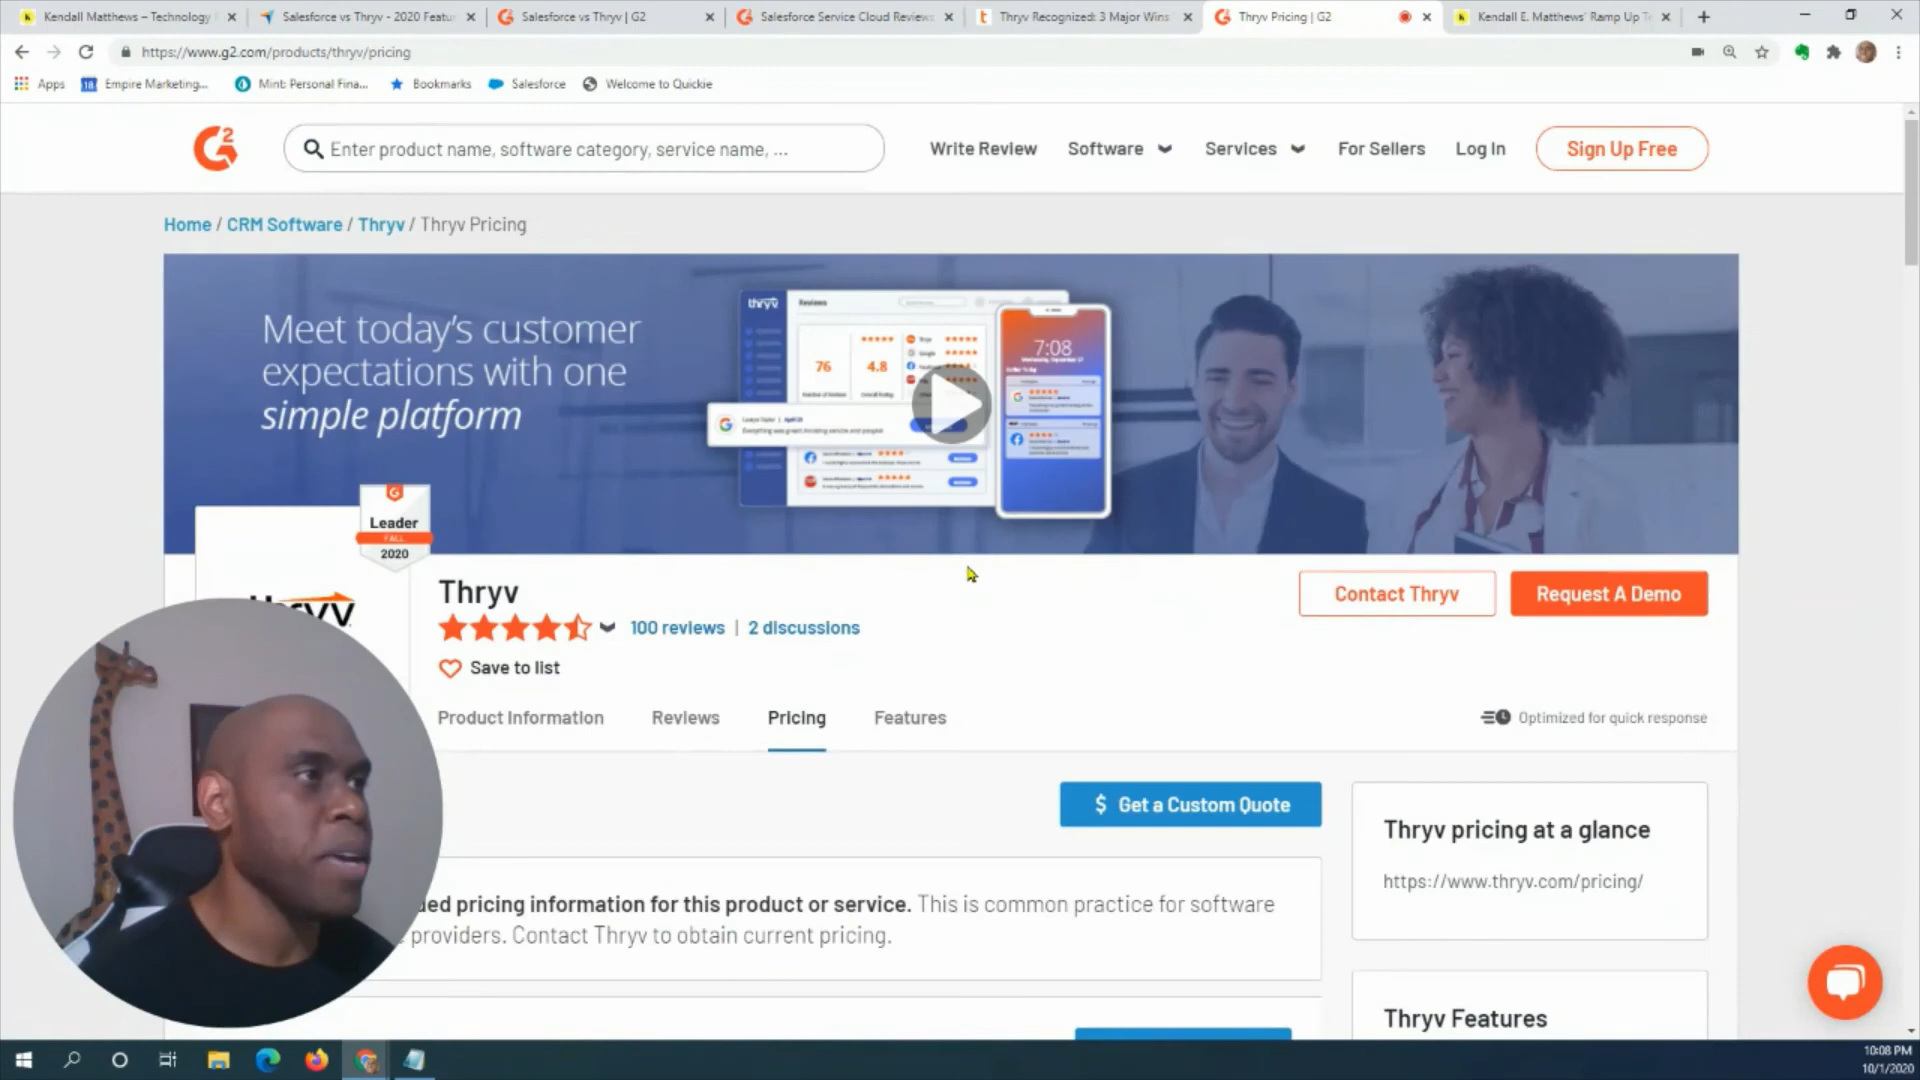 Kendall Matthews – Technology
Salesforce vs Thryv - 2020 Featu
Salesforce vs Thryv | G2
Salesforce Service Cloud Reviews
Thryv Recognized: 3 Major Wins
Thryv Pricing | G2
Kendall E. Matthews' Ramp Up T
https://www.g2.com/products/thryv/pricing
Apps
Empire Marketing...
Mint: Personal Fina...
Bookmarks
Salesforce
Welcome to Quickie
Enter product name, software category, service name, ...
Write Review
Software
Services
For Sellers
Log In
Sign Up Free
Home / CRM Software / Thryv / Thryv Pricing
Meet today's customer
expectations with one
simple platform
thryv
Reviews
76
4.8
7:08
Leader
FALL
2020
Thryv
100 reviews | 2 discussions
Contact Thryv
Request A Demo
Save to list
Product Information
Reviews
Pricing
Features
Optimized for quick response
$ Get a Custom Quote
Thryv pricing at a glance
https://www.thryv.com/pricing/
pricing information for this product or service. This is common practice for software
providers. Contact Thryv to obtain current pricing.
Thryv Features
10:08 PM
10/1/2020